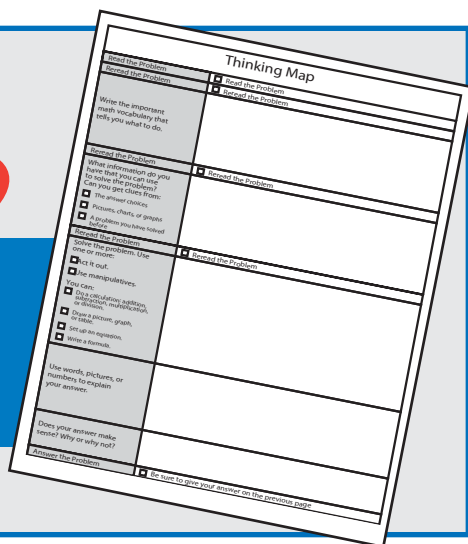 Thinking Map
Read the Problem
Read the Problem
Reread the Problem
Reread the Problem
Write the important
math vocabulary that
tells you what to do.
Reread the Problem
Reread the Problem
What information do you
have that you can use
to solve the problem?
Can you get clues from:
The answer choices
Pictures, charts, or graphs
A problem you have solved
before
Reread the Problem
Reread the Problem
Solve the problem. Use
one or more:
Act it out.
Use manipulatives.
You can:
Do a calculation: addition,
subtraction, multiplication,
or division.
Draw a picture, graph,
or table.
Set up an equation.
Write a formula.
Use words, pictures, or
numbers to explain
your answer.
Does your answer make
sense? Why or why not?
Answer the Problem
Be sure to give your answer on the previous page